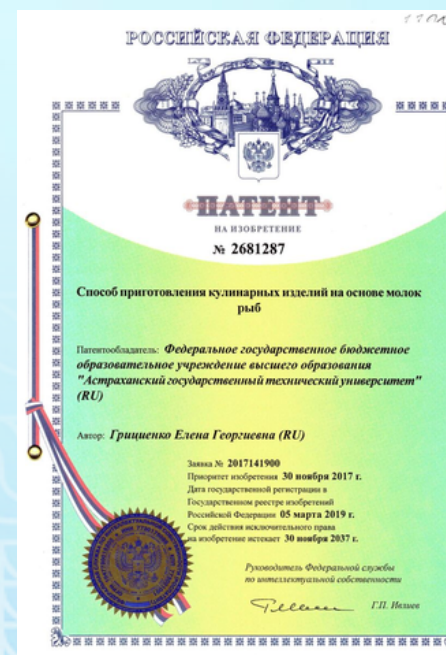 РОССИЙСКАЯ ФЕДЕРАЦИЯ
ПАТЕНТ
НА ИЗОБРЕТЕНИЕ
№ 2681287
Способ приготовления кулинарных изделий на основе молок
рыб
Патентообладатель: Федеральное государственное бюджетное
образовательное учреждение высшего образования
"Астраханский государственный технический университет"
(RU)
Автор: Грициенко Елена Георгиевна (RU)
Заявка № 2017141900
Приоритет изобретения 30 ноября 2017 г.
Дата государственной регистрации в
Государственном реестре изобретений
Российской Федерации 05 марта 2019 г.
Срок действия исключительного права
на изобретение истекает 30 ноября 2037 г.
Руководитель Федеральной службы
по интеллектуальной собственности
Г.П. Ивлиев